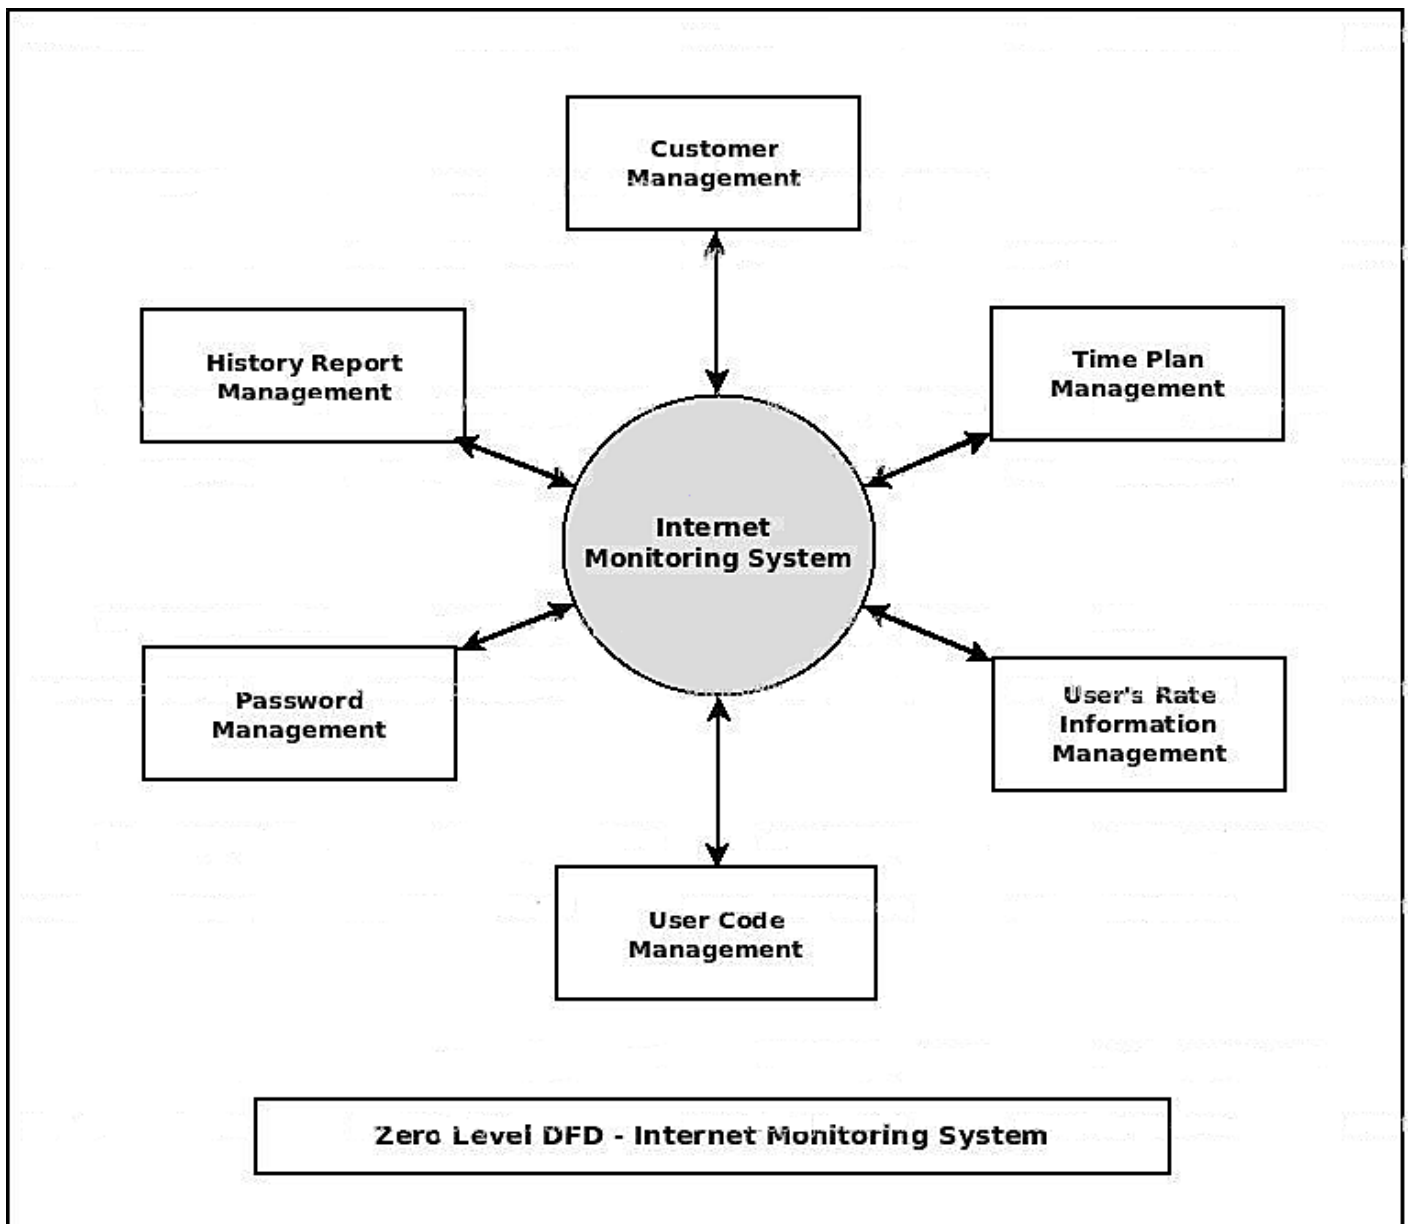 Customer
Management
History Report
Management
Time Plan
Management
Internet
Monitoring System
Password
Management
User's Rate
Information
Management
User Code
Management
Zero Level DFD - Internet Monitoring System